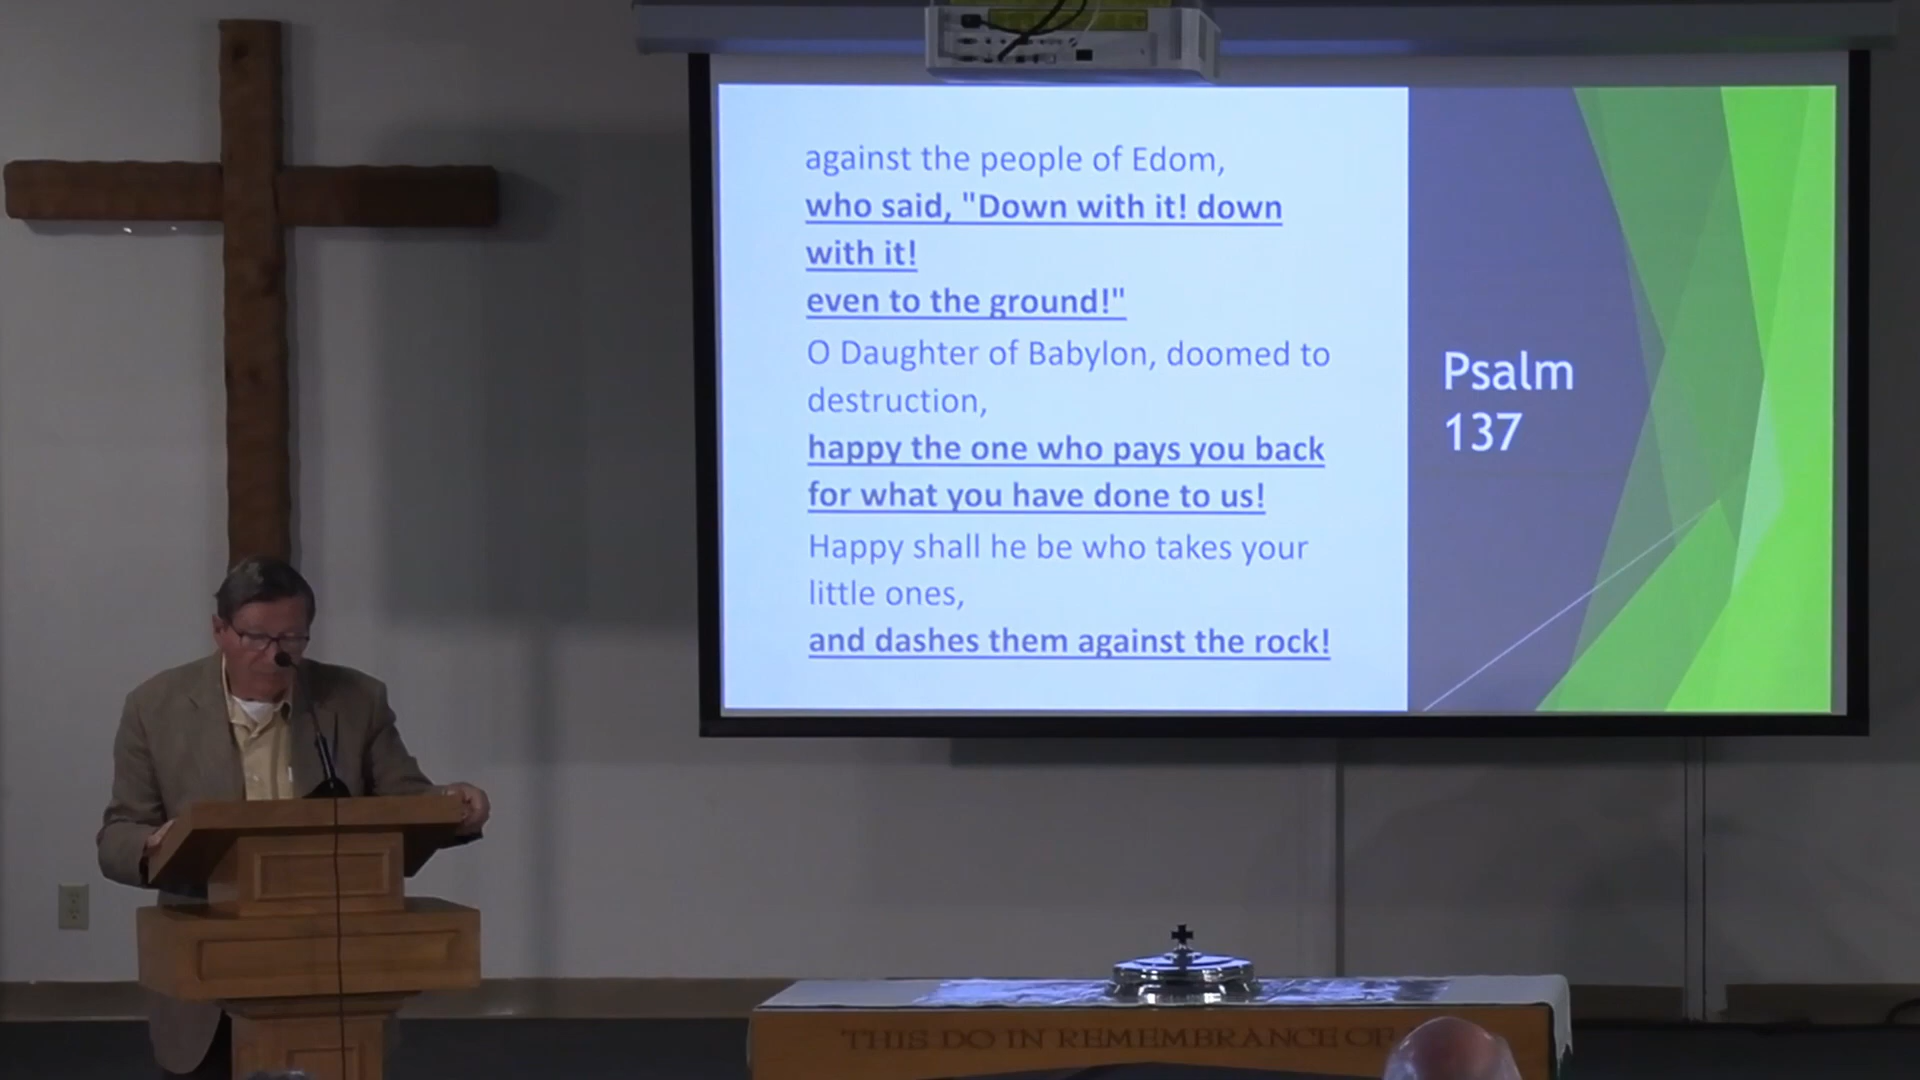 against the people of Edom,
who said, "Down with it! down
with it!
even to the ground!"
O Daughter of Babylon, doomed to
destruction,
happy the one who pays you back
for what you have done to us!
Happy shall he be who takes your
little ones,
and dashes them against the rock!
Psalm
137
THIS DO IN REMEMBRANCE OF